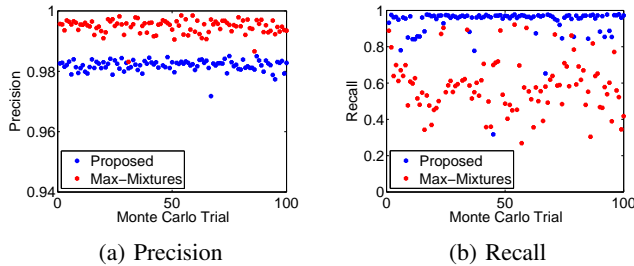 1
0.98
0.96
0.94
Precision
Proposed
Max−Mixtures
0
50
100
Monte Carlo Trial
(a) Precision
1
0.8
0.6
0.4
0.2
0
Recall
Proposed
Max−Mixtures
0
50
100
Monte Carlo Trial
(b) Recall